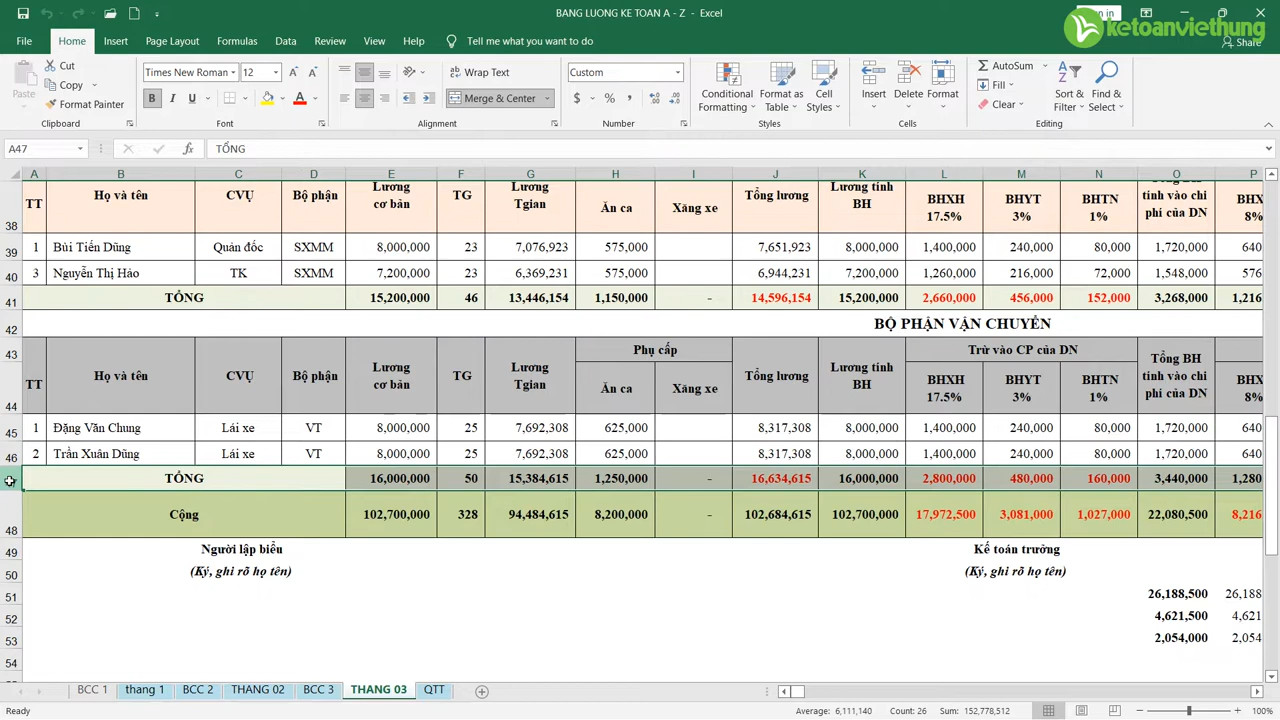 BANG LUONG KE TOAN A - Z - Excel
ketoanviethung
File Home Insert Page Layout Formulas Data Review View Help Tell me what you want to do Share
Cut
Copy
Format Painter
Paste
Times New Roman 12
B I U A
Wrap Text
Merge & Center
Custom
$ % ,
Conditional Formatting
Format as Table
Cell Styles
Insert Delete Format
AutoSum
Fill
Clear
Sort & Filter
Find & Select
Clipboard Font Alignment Number Styles Cells Editing
A47 fx TỔNG
A B C D E F G H I J K L M N O P
38 TT Họ và tên CVỤ Bộ phận Lương cơ bản TG Lương Tgian Ăn ca Xăng xe Tổng lương Lương tính BH BHXH 17.5% BHYT 3% BHTN 1% tính vào chi phí của DN BHX 8%
39 1 Bùi Tiến Dũng Quản đốc SXMM 8,000,000 23 7,076,923 575,000 7,651,923 8,000,000 1,400,000 240,000 80,000 1,720,000 640
40 3 Nguyễn Thị Hảo TK SXMM 7,200,000 23 6,369,231 575,000 6,944,231 7,200,000 1,260,000 216,000 72,000 1,548,000 576
41 TỔNG 15,200,000 46 13,446,154 1,150,000 - 14,596,154 15,200,000 2,660,000 456,000 152,000 3,268,000 1,216
42 BỘ PHẬN VẬN CHUYỂN
43 Phụ cấp Trừ vào CP của DN
44 TT Họ và tên CVỤ Bộ phận Lương cơ bản TG Lương Tgian Ăn ca Xăng xe Tổng lương Lương tính BH BHXH 17.5% BHYT 3% BHTN 1% Tổng BH tính vào chi phí của DN BHX 8%
45 1 Đặng Văn Chung Lái xe VT 8,000,000 25 7,692,308 625,000 8,317,308 8,000,000 1,400,000 240,000 80,000 1,720,000 640
46 2 Trần Xuân Dũng Lái xe VT 8,000,000 25 7,692,308 625,000 8,317,308 8,000,000 1,400,000 240,000 80,000 1,720,000 640
TỔNG 16,000,000 50 15,384,615 1,250,000 - 16,634,615 16,000,000 2,800,000 480,000 160,000 3,440,000 1,280
48 Cộng 102,700,000 328 94,484,615 8,200,000 - 102,684,615 102,700,000 17,972,500 3,081,000 1,027,000 22,080,500 8,216
49 Người lập biểu Kế toán trưởng
50 (Ký, ghi rõ họ tên) (Ký, ghi rõ họ tên)
51 26,188,500 26,188
52 4,621,500 4,621
53 2,054,000 2,054
54
BCC 1 thang 1 BCC 2 THANG 02 BCC 3 THANG 03 QTT
Ready Average: 6,111,140 Count: 26 Sum: 152,778,512 100%